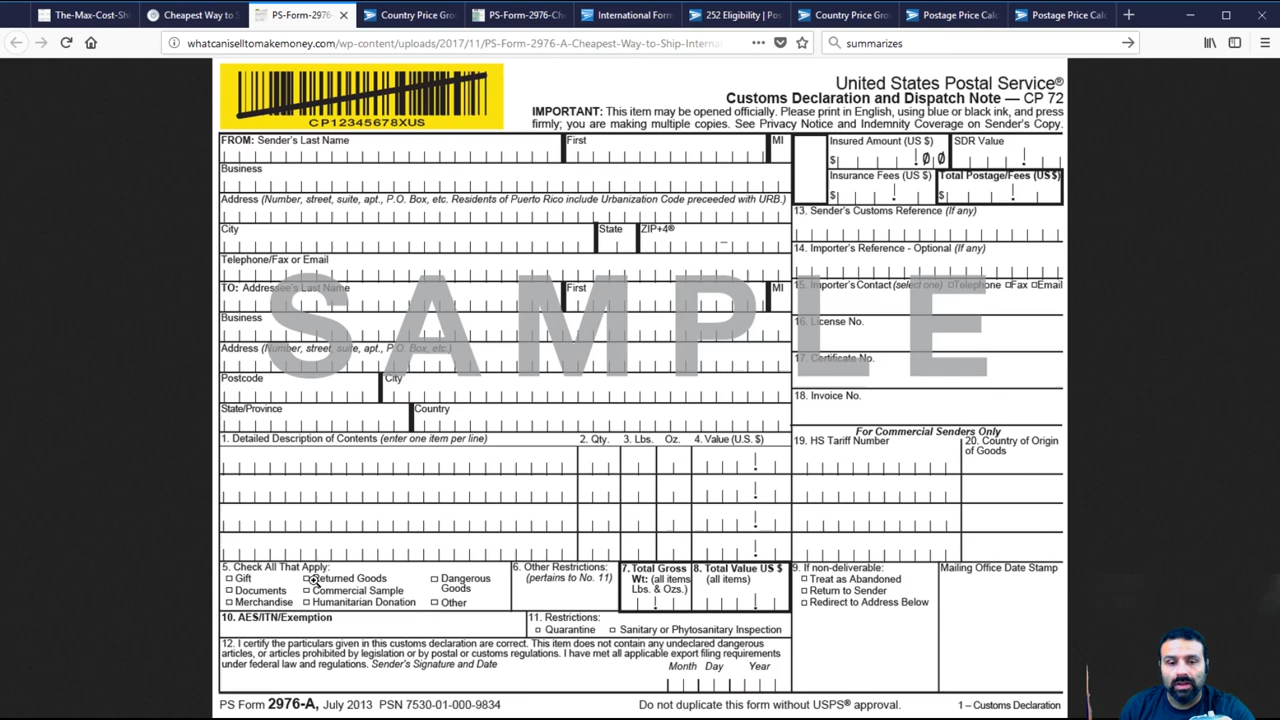 The-Max-Cost-Shi
Cheapest Way to S
PS-Form-2976-
Country Price Gro
PS-Form-2976-Che
International Form
252 Eligibility | Pos
Country Price Gro
Postage Price Calc
Postage Price Calc
whatcaniselltomakemoney.com/wp-content/uploads/2017/11/PS-Form-2976-A-Cheapest-Way-to-Ship-Interna
summarizes
CP12345678XUS
United States Postal Service®
Customs Declaration and Dispatch Note — CP 72
IMPORTANT: This item may be opened officially. Please print in English, using blue or black ink, and press
firmly; you are making multiple copies. See Privacy Notice and Indemnity Coverage on Sender's Copy.
FROM: Sender's Last Name First MI
Business
Address (Number, street, suite, apt., P.O. Box, etc. Residents of Puerto Rico include Urbanization Code preceeded with URB.)
City State ZIP+4®
Telephone/Fax or Email
TO: Addressee's Last Name First MI
Business
Address (Number, street, suite, apt., P.O. Box, etc.)
Postcode City
State/Province Country
SAMPLE
Insured Amount (US $) SDR Value
$ . 0 0
Insurance Fees (US $) Total Postage/Fees (US $)
$ . $ .
13. Sender's Customs Reference (If any)
14. Importer's Reference - Optional (If any)
15. Importer's Contact (select one) Telephone Fax Email
16. License No.
17. Certificate No.
18. Invoice No.
1. Detailed Description of Contents (enter one item per line) 2. Qty. 3. Lbs. Oz. 4. Value (U.S. $)
For Commercial Senders Only
19. HS Tariff Number 20. Country of Origin
of Goods
5. Check All That Apply:
Gift Returned Goods Dangerous
Goods
Documents Commercial Sample
Merchandise Humanitarian Donation Other
6. Other Restrictions:
(pertains to No. 11)
7. Total Gross
Wt: (all items
Lbs. & Ozs.)
8. Total Value US $
(all items)
9. If non-deliverable:
Treat as Abandoned
Return to Sender
Redirect to Address Below
Mailing Office Date Stamp
10. AES/ITN/Exemption
11. Restrictions:
Quarantine Sanitary or Phytosanitary Inspection
12. I certify the particulars given in this customs declaration are correct. This item does not contain any undeclared dangerous
articles, or articles prohibited by legislation or by postal or customs regulations. I have met all applicable export filing requirements
under federal law and regulations. Sender's Signature and Date
Month Day Year
PS Form 2976-A, July 2013 PSN 7530-01-000-9834 Do not duplicate this form without USPS® approval. 1 – Customs Declaration